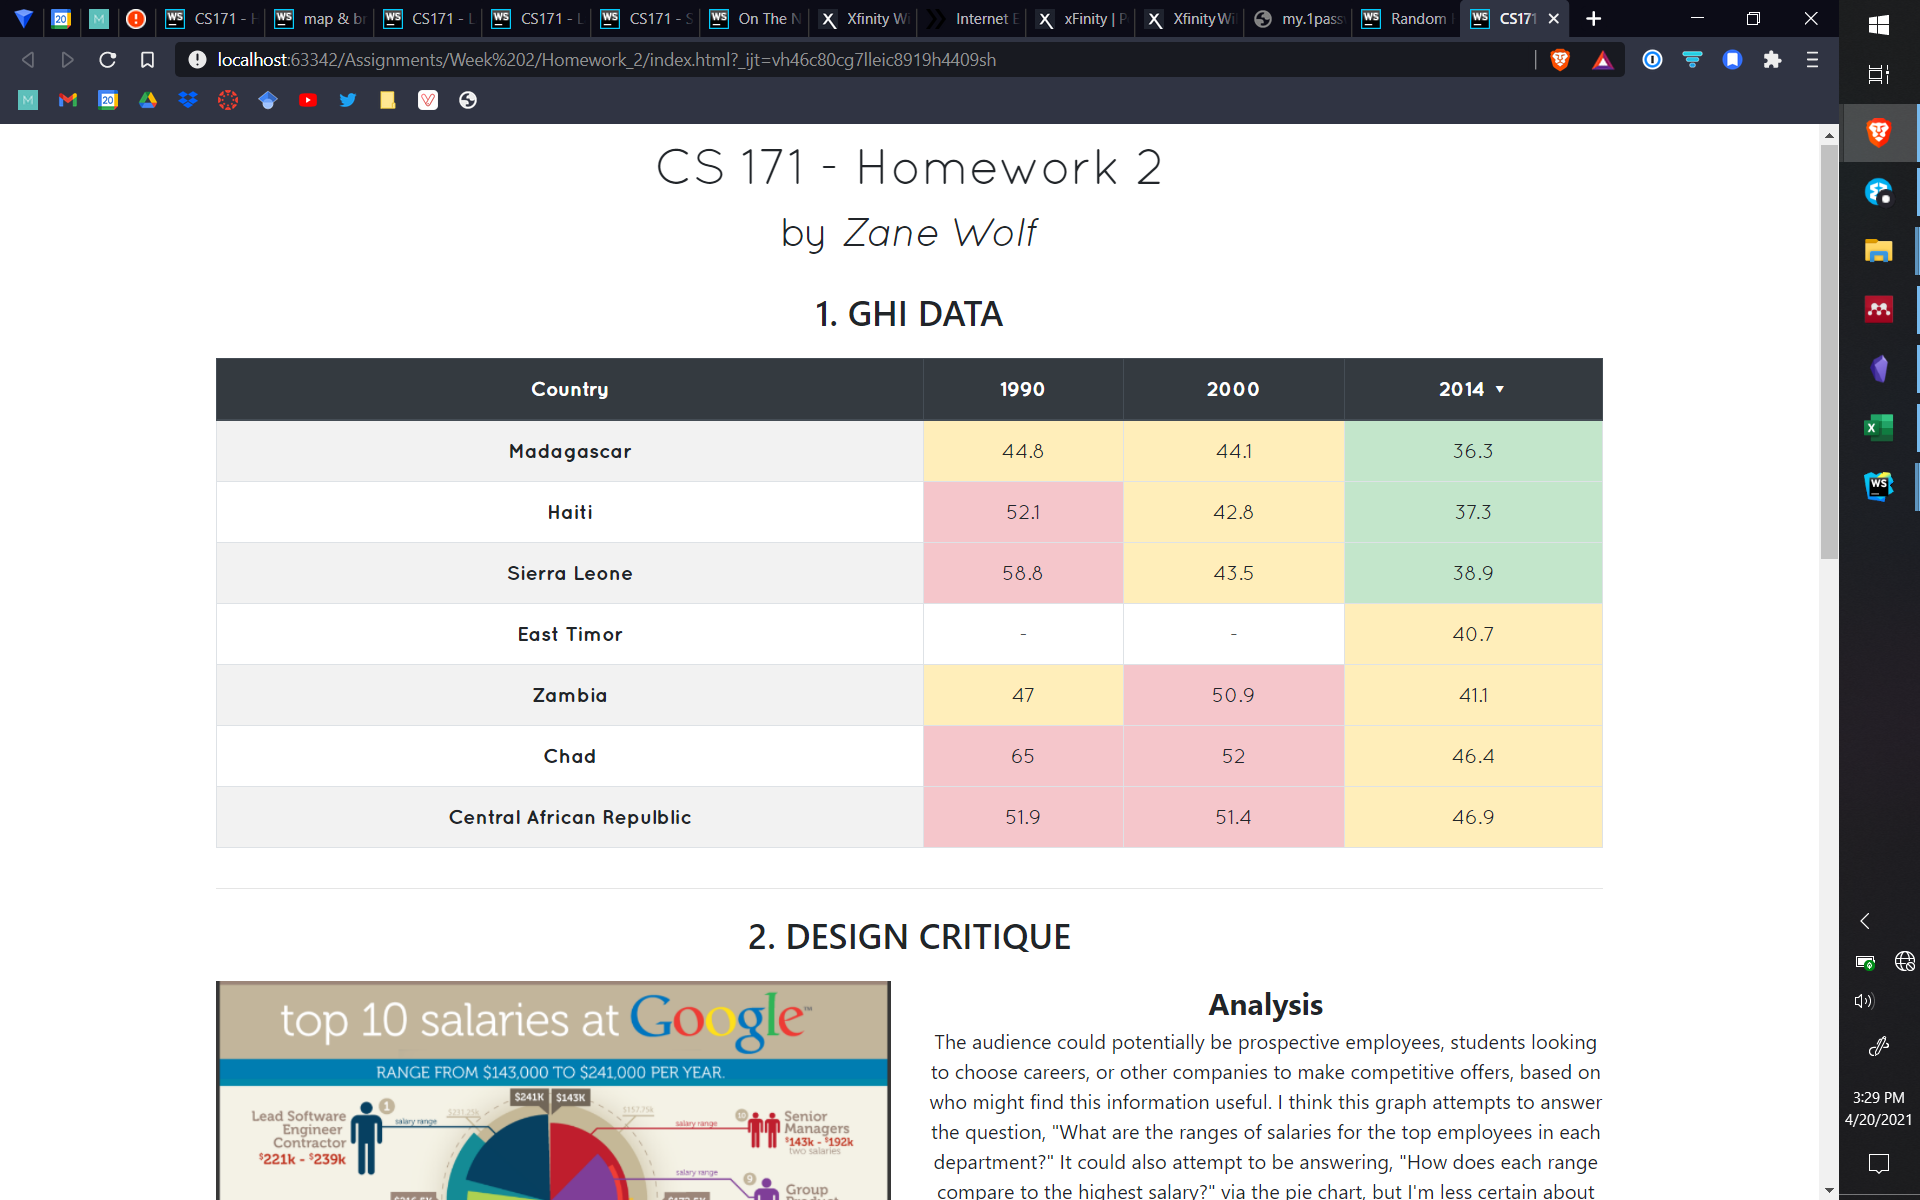 CS171 - H
map & br
CS171 - L
CS171 - L
CS171 - S
On The N
Xfinity Wi
Internet E
xFinity | P
Xfinity Wi
my.1pass
Random
CS171
localhost:63342/Assignments/Week%202/Homework_2/index.html?_ijt=vh46c80cg7lleic8919h4409sh
CS 171 - Homework 2
by Zane Wolf
1. GHI DATA
Country 1990 2000 2014 ▼
Madagascar 44.8 44.1 36.3
Haiti 52.1 42.8 37.3
Sierra Leone 58.8 43.5 38.9
East Timor - - 40.7
Zambia 47 50.9 41.1
Chad 65 52 46.4
Central African Repulblic 51.9 51.4 46.9
2. DESIGN CRITIQUE
top 10 salaries at Google™
RANGE FROM $143,000 TO $241,000 PER YEAR.
$241K $143K
1
Lead Software
Engineer
Contractor
$221k - $239k
salary range
salary range
10
Senior
Managers
$143k - $192k
two salaries
salary range
9
Group
Analysis
The audience could potentially be prospective employees, students looking
to choose careers, or other companies to make competitive offers, based on
who might find this information useful. I think this graph attempts to answer
the question, "What are the ranges of salaries for the top employees in each
department?" It could also attempt to be answering, "How does each range
compare to the highest salary?" via the pie chart, but I'm less certain about
3:29 PM
4/20/2021